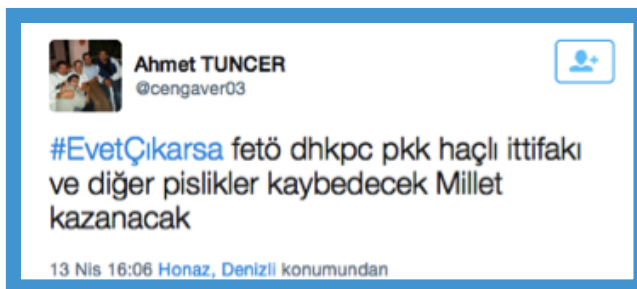 Ahmet TUNCER
@cengaver03
#EvetÇıkarsa fetö dhkpc pkk haçlı ittifakı
ve diğer pislikler kaybedecek Millet
kazanacak
13 Nis 16:06 Honaz, Denizli konumundan